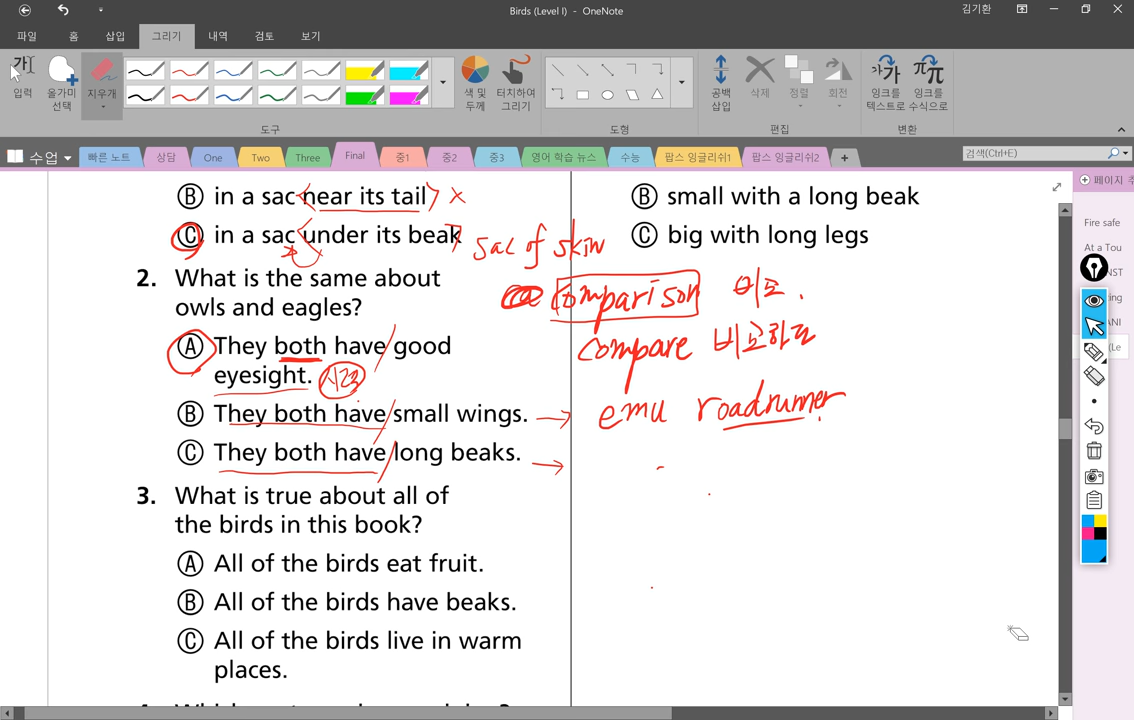 Birds (Level I) - OneNote
김기환
파일
홈
삽입
그리기
내역
검토
보기
입력
올가미 선택
지우개
색 및 두께
터치하여 그리기
공백 삽입
삭제
정렬
회전
잉크를 텍스트로
잉크를 수식으로
도구
도형
편집
변환
수업
빠른 노트
상담
One
Two
Three
Final
중1
중2
중3
영어 학습 뉴스
수능
팝스 잉글리쉬1
팝스 잉글리쉬2
검색(Ctrl+E)
페이지 추
Fire safe
At a Tou
NST
king
ANI
(Le
Ⓑ in a sac near its tail
Ⓒ in a sac under its beak
sac of skin
2. What is the same about
owls and eagles?
Ⓐ They both have good
eyesight. 시력
Ⓑ They both have small wings.
Ⓒ They both have long beaks.
3. What is true about all of
the birds in this book?
Ⓐ All of the birds eat fruit.
Ⓑ All of the birds have beaks.
Ⓒ All of the birds live in warm
places.
Ⓑ small with a long beak
Ⓒ big with long legs
comparison 비교
compare 비교하다
emu roadrunner